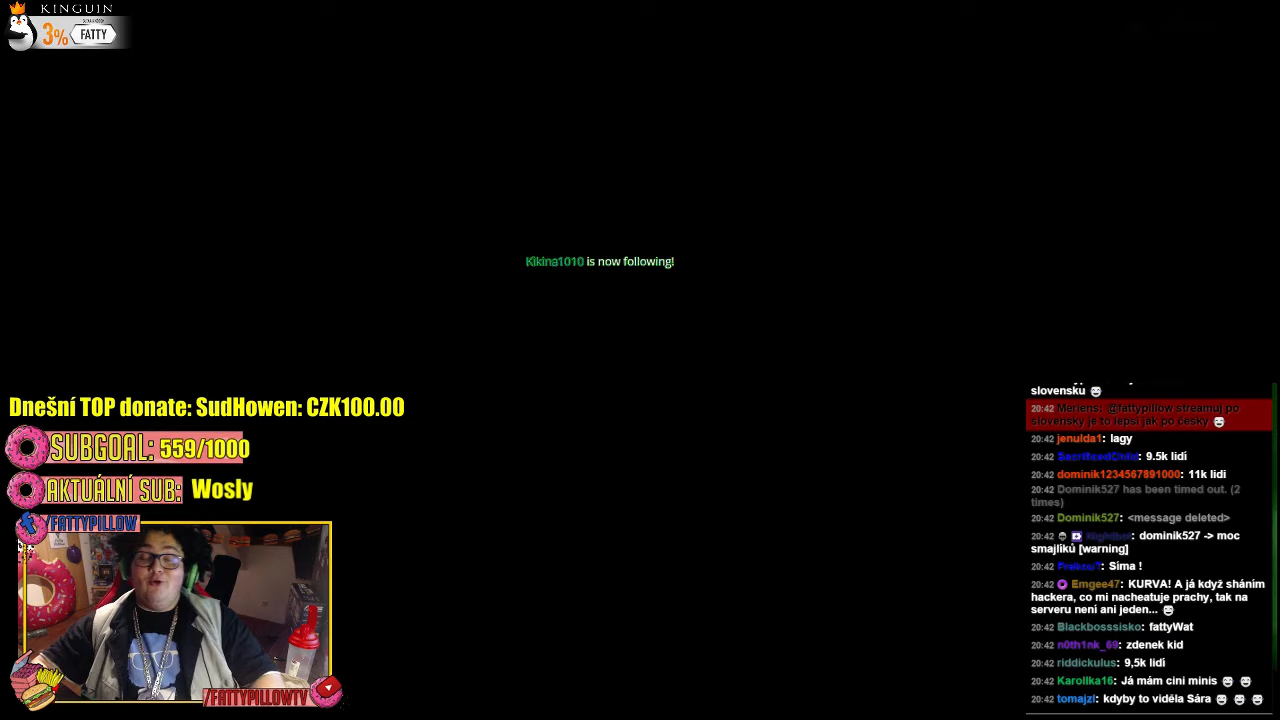 KINGUIN
3% FATTY
Kikina1010 is now following!
Dnešní TOP donate: SudHowen: CZK100.00
SUBGOAL: 559/1000
AKTUÁLNÍ SUB: Wosly
/FATTYPILLOW
/FATTYPILLOWTV
slovensku
20:42 Meriens: @fattypillow streamuj po
slovensky je to lepsi jak po česky
20:42 jenulda1: lagy
20:42 SacrificedChild: 9.5k lidí
20:42 dominik1234567891000: 11k lidi
20:42 Dominik527 has been timed out. (2
times)
20:42 Dominik527: <message deleted>
20:42 Nightbot: dominik527 -> moc
smajlíků [warning]
20:42 : Síma !
20:42 Emgee47: KURVA! A já když sháním
hackera, co mi nacheatuje prachy, tak na
serveru není ani jeden...
20:42 Blackbosssisko: fattyWat
20:42 n0th1nk_69: zdenek kid
20:42 riddickulus: 9,5k lidí
20:42 Karollka16: Já mám cini minis
20:42 tomajzl: kdyby to viděla Sára